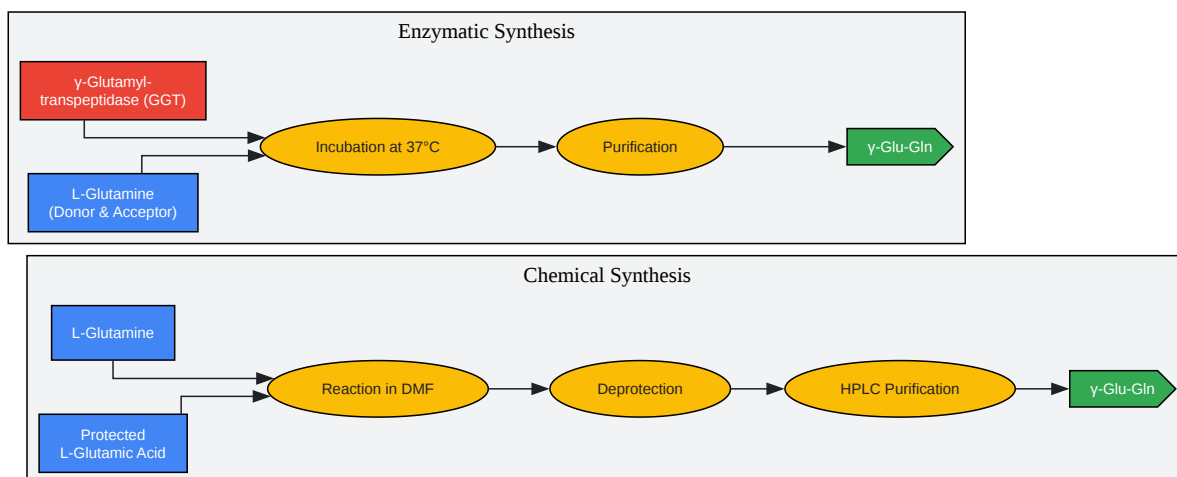 Enzymatic Synthesis
γ-Glutamyl-
transpeptidase (GGT)
Incubation at 37°C
Purification
γ-Glu-Gln
L-Glutamine
(Donor & Acceptor)
Chemical Synthesis
L-Glutamine
Reaction in DMF
Deprotection
HPLC Purification
γ-Glu-Gln
Protected
L-Glutamic Acid